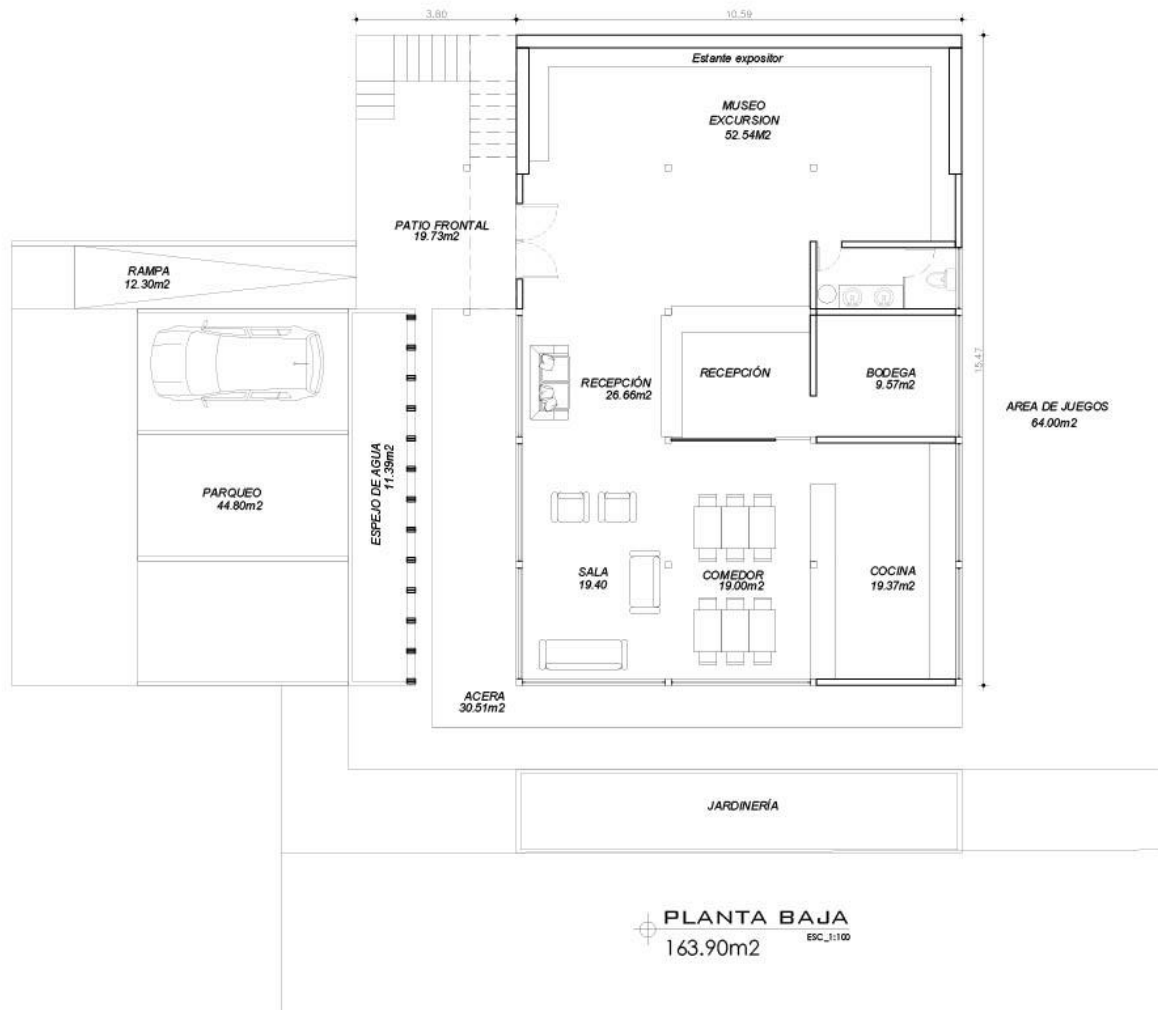 3.80
10.59
Estante expositor
MUSEO
EXCURSION
52.54M2
PATIO FRONTAL
19.73m2
RAMPA
12.30m2
15.47
RECEPCIÓN
26.66m2
RECEPCIÓN
BODEGA
9.57m2
AREA DE JUEGOS
64.00m2
ESPEJO DE AGUA
11.39m2
PARQUEO
44.80m2
SALA
19.40
COMEDOR
19.00m2
COCINA
19.37m2
ACERA
30.51m2
JARDINERÍA
PLANTA BAJA
ESC_1:100
163.90m2